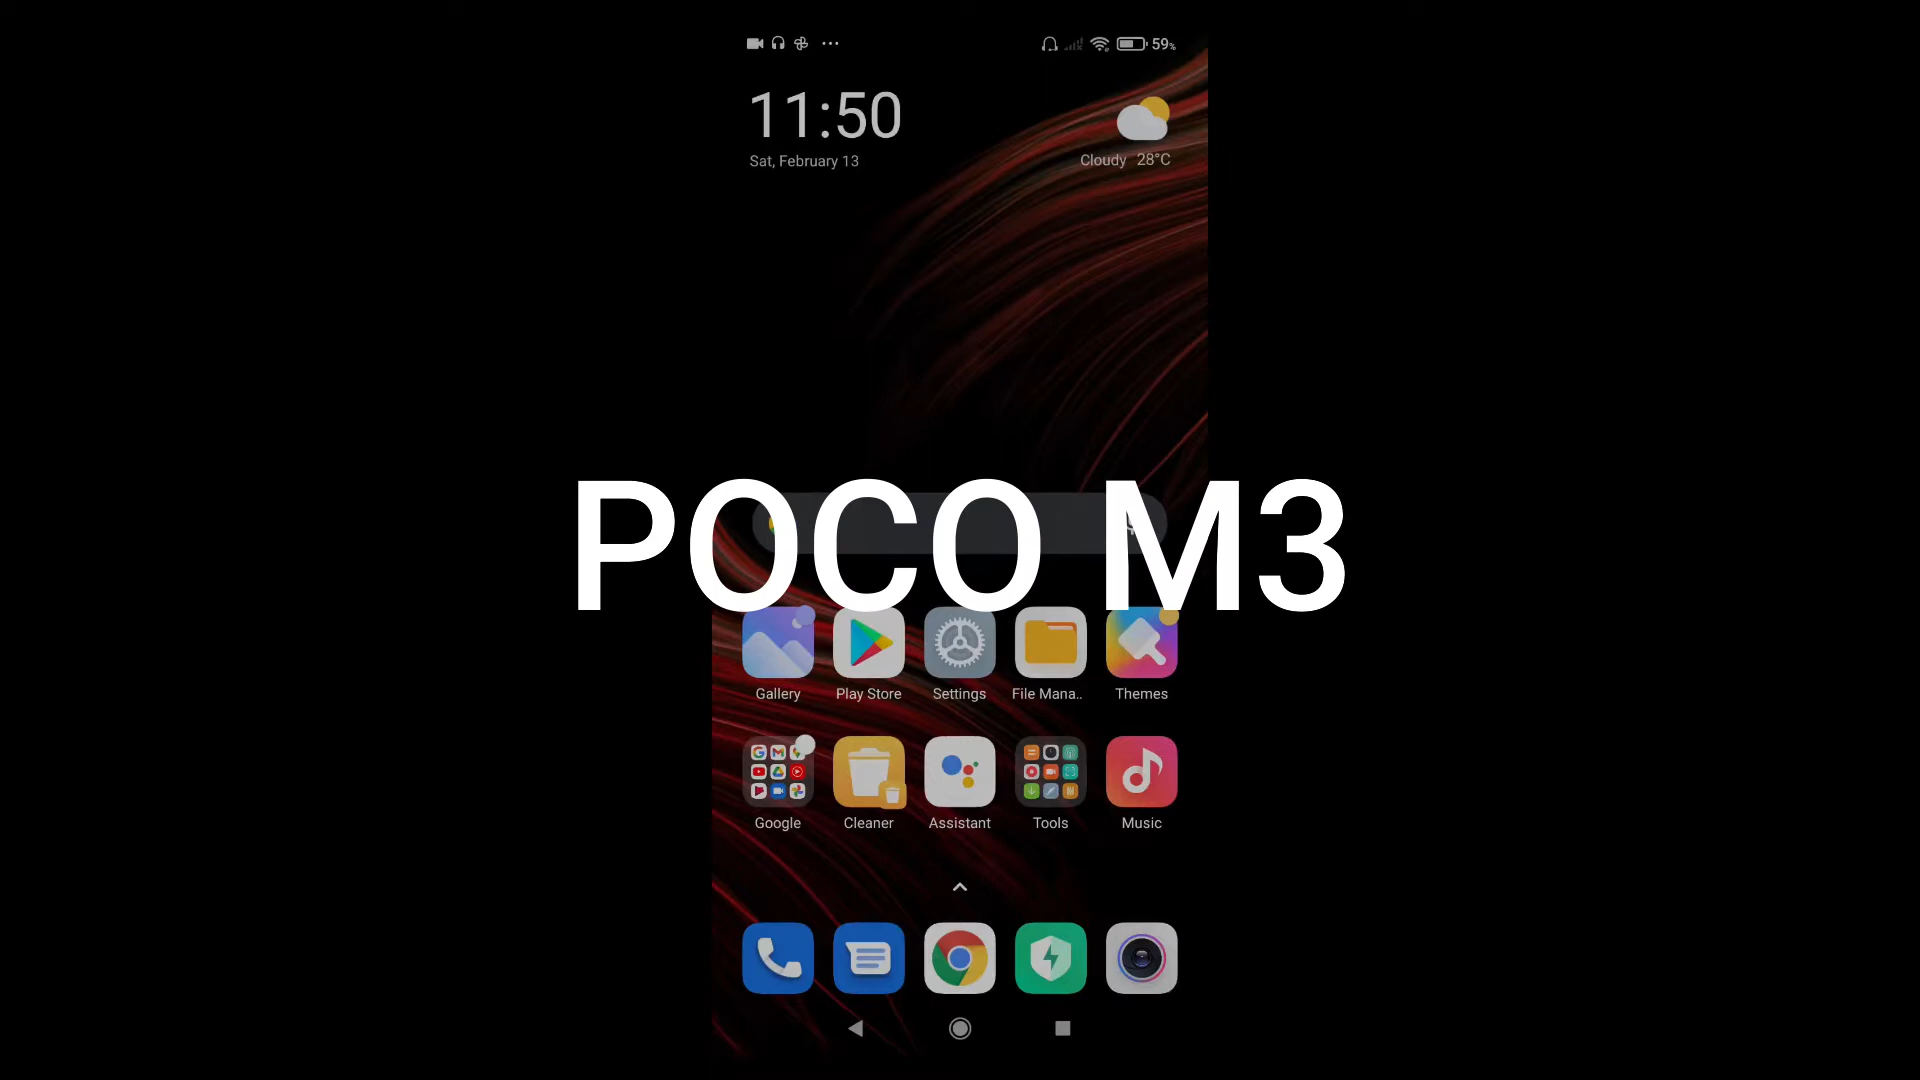 59%
11:50
Sat, February 13
Cloudy 28°C
POCO M3
Gallery Play Store Settings File Mana.. Themes
Google Cleaner Assistant Tools Music